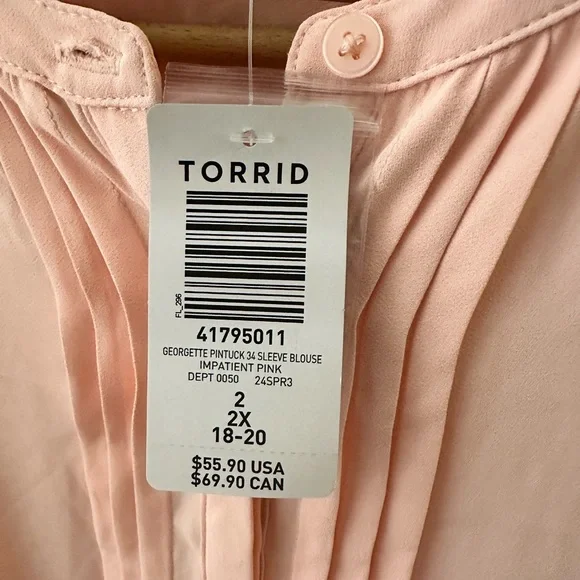 TORRID
FL_296
41795011
GEORGETTE PINTUCK 34 SLEEVE BLOUSE
IMPATIENT PINK
DEPT 0050 24SPR3
2
2X
18-20
$55.90 USA
$69.90 CAN